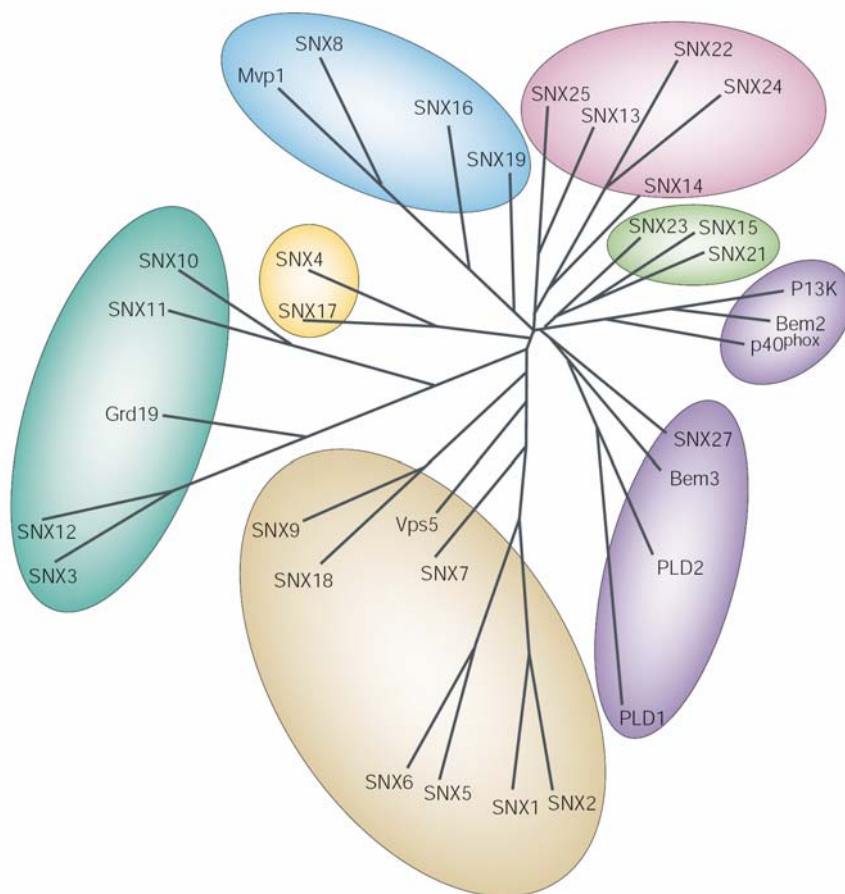 SNX8
SNX22
Mvp1
SNX24
SNX25
SNX16
SNX13
SNX19
SNX14
SNX23
SNX15
SNX21
SNX4
SNX10
P13K
SNX17
SNX11
Bem2
p40phox
Grd19
SNX27
Bem3
SNX12
SNX9
Vps5
SNX3
SNX18
SNX7
PLD2
PLD1
SNX6
SNX5
SNX1
SNX2